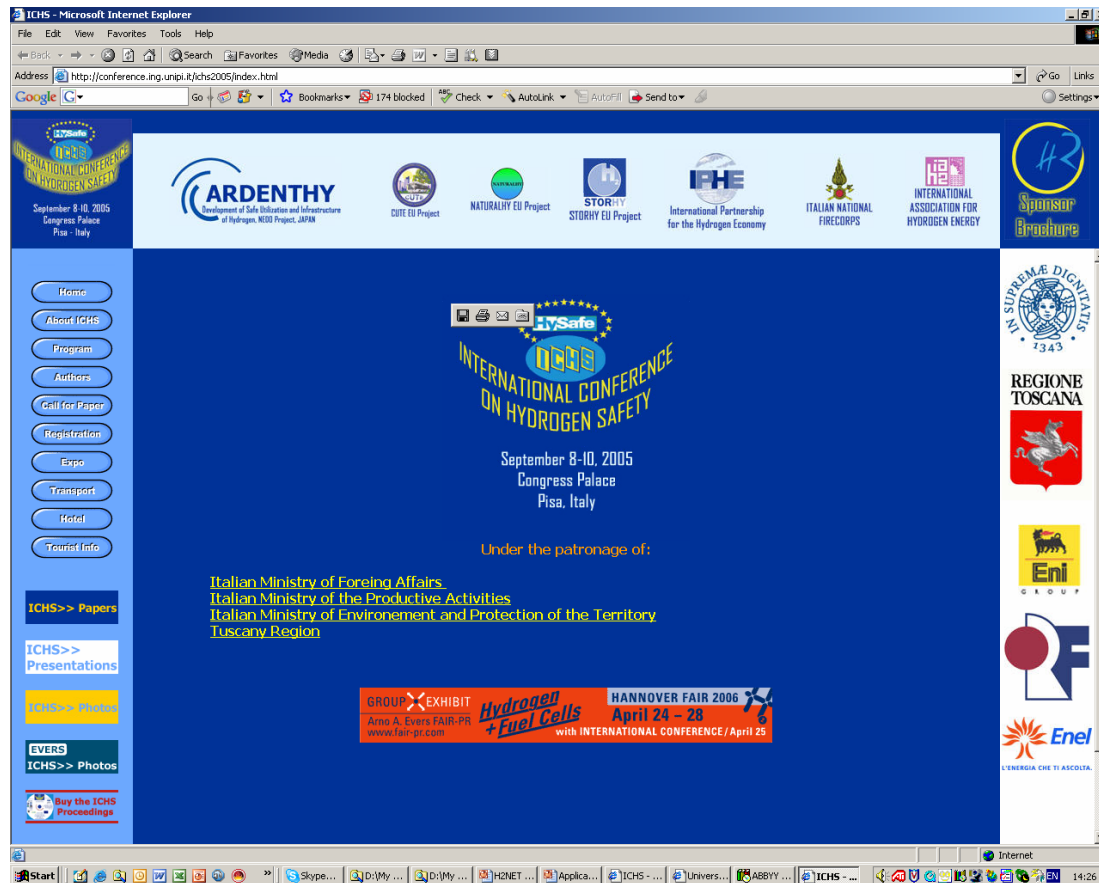 ICHS - Microsoft Internet Explorer
File Edit View Favorites Tools Help
Back Search Favorites Media
Address http://conference.ing.unipi.it/ichs2005/index.html Go Links
Google G Go Bookmarks 174 blocked ABC Check AutoLink AutoFill Send to Settings
HySafe
ICHS
INTERNATIONAL CONFERENCE
ON HYDROGEN SAFETY
September 8-10, 2005
Congress Palace
Pisa - Italy
ARDENTHY
Development of Safe Utilization and Infrastructure
of Hydrogen, NEDO Project, JAPAN
CUTE
CUTE EU Project
NATURALHY
NATURALHY EU Project
STORHY
STORHY EU Project
IPHE
International Partnership
for the Hydrogen Economy
ITALIAN NATIONAL
FIRECORPS
INTERNATIONAL
ASSOCIATION FOR
HYDROGEN ENERGY
H2
Sponsor
Brochure
Home
About ICHS
Program
Authors
Call for Paper
Registration
Expo
Transport
Hotel
Tourist Info
ICHS>> Papers
ICHS>>
Presentations
ICHS>> Photos
EVERS
ICHS>> Photos
Buy the ICHS
Proceedings
HySafe
ICHS
INTERNATIONAL CONFERENCE
ON HYDROGEN SAFETY
September 8-10, 2005
Congress Palace
Pisa, Italy
Under the patronage of:
Italian Ministry of Foreing Affairs
Italian Ministry of the Productive Activities
Italian Ministry of Environement and Protection of the Territory
Tuscany Region
GROUP EXHIBIT
Arno A. Evers FAIR-PR
www.fair-pr.com
Hydrogen
+ Fuel Cells
HANNOVER FAIR 2006
April 24 – 28
with INTERNATIONAL CONFERENCE/April 25
IN SUPREMÆ DIGNITATIS
1343
REGIONE
TOSCANA
Eni
GROUP
Enel
L'ENERGIA CHE TI ASCOLTA.
Internet
Start Skype... D:\My ... D:\My ... H2NET ... Applica... ICHS - ... Univers... ABBYY ... ICHS - ... EN 14:26